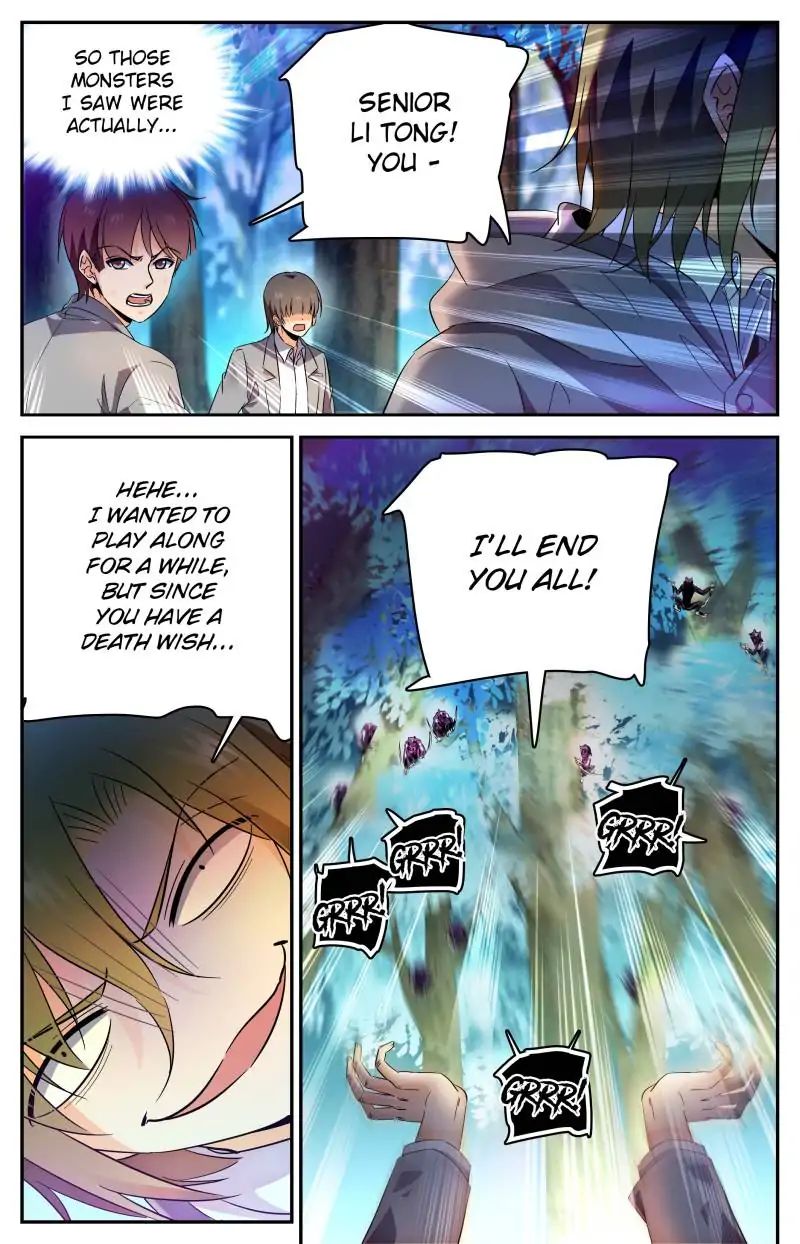 SO THOSE
MONSTERS
I SAW WERE
ACTUALLY...
SENIOR
LI TONG!
YOU -
HEHE...
I WANTED TO
PLAY ALONG
FOR A WHILE,
BUT SINCE
YOU HAVE A
DEATH WISH...
I'LL END
YOU ALL!
GRRR!
GRRR!
GRRR!
GRRR!